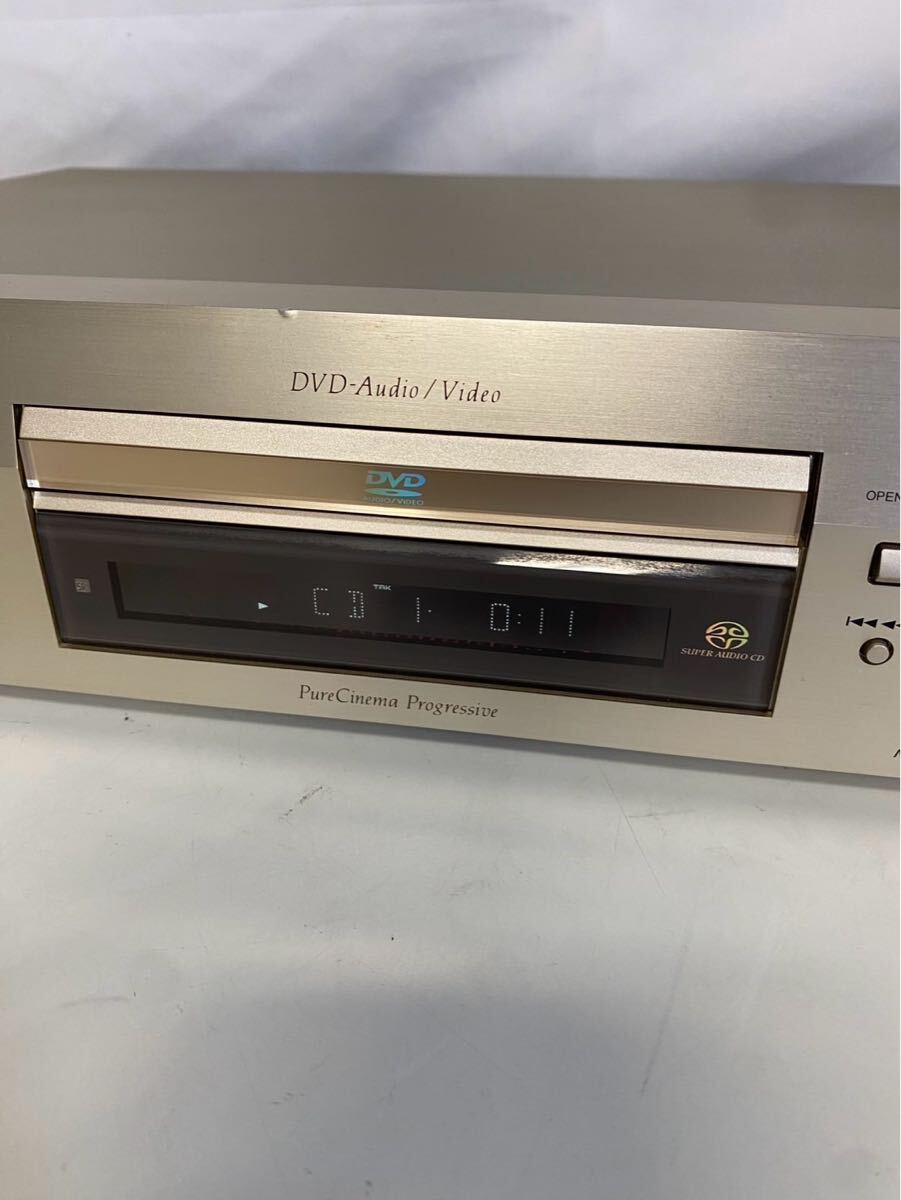 DVD-Audio/Video
DVD
AUDIO/VIDEO
OPEN
TRK
CD 1 0:11
SUPER AUDIO CD
PureCinema Progressive